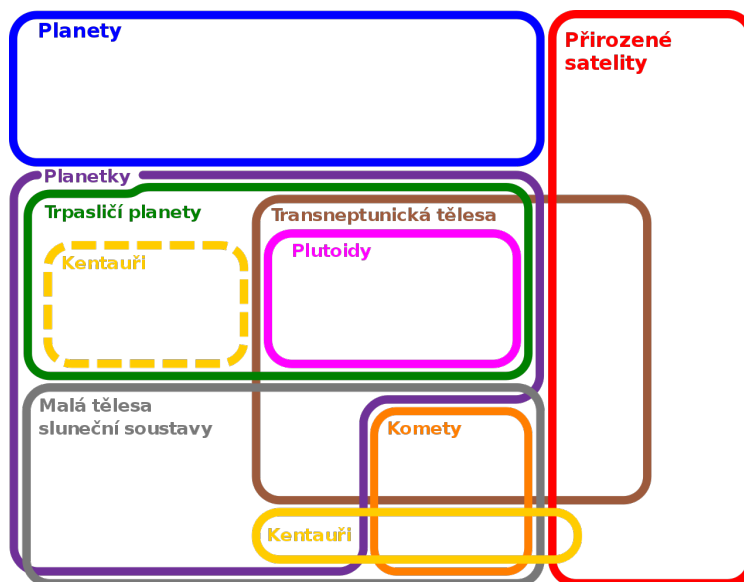 Planety
Přirozené
satelity
Planetky
Trpasličí planety
Transneptunická tělesa
Kentauři
Plutoidy
Malá tělesa
sluneční soustavy
Komety
Kentauři